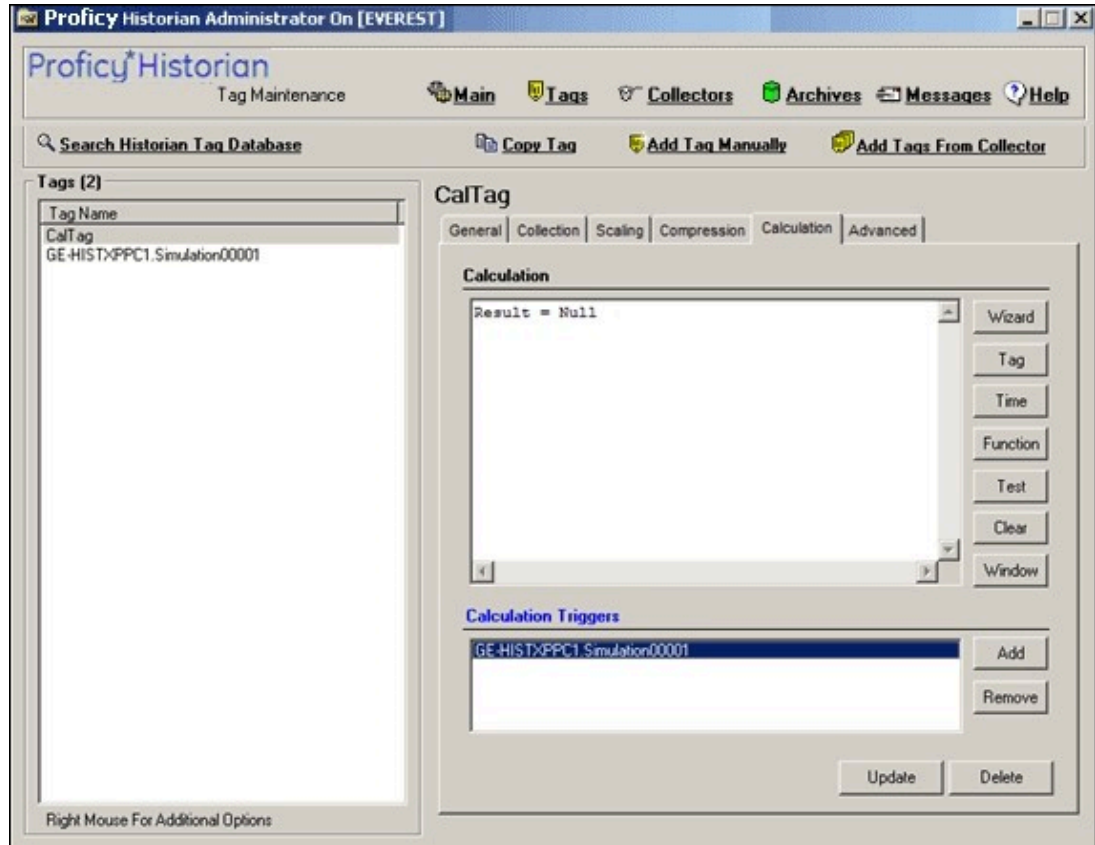 Proficy Historian Administrator On [EVEREST]
Proficy*Historian
Tag Maintenance
Main Tags Collectors Archives Messages Help
Search Historian Tag Database Copy Tag Add Tag Manually Add Tags From Collector
Tags (2)
Tag Name
CalTag
GE-HISTXPPC1.Simulation00001
Right Mouse For Additional Options
CalTag
General Collection Scaling Compression Calculation Advanced
Calculation
Result = Null
Wizard
Tag
Time
Function
Test
Clear
Window
Calculation Triggers
GE-HISTXPPC1.Simulation00001
Add
Remove
Update Delete